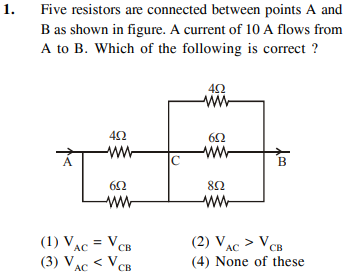 1. Five resistors are connected between points A and
B as shown in figure. A current of 10 A flows from
A to B. Which of the following is correct ?
4Ω
4Ω 6Ω
A C B
6Ω 8Ω
(1) V_AC = V_CB (2) V_AC > V_CB
(3) V_AC < V_CB (4) None of these